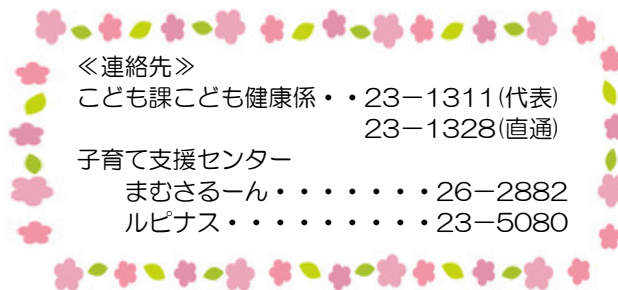 ≪連絡先≫
こども課こども健康係・・23－1311(代表)
23－1328(直通)
子育て支援センター
まむさるーん・・・・・・・26－2882
ルピナス・・・・・・・・・23－5080